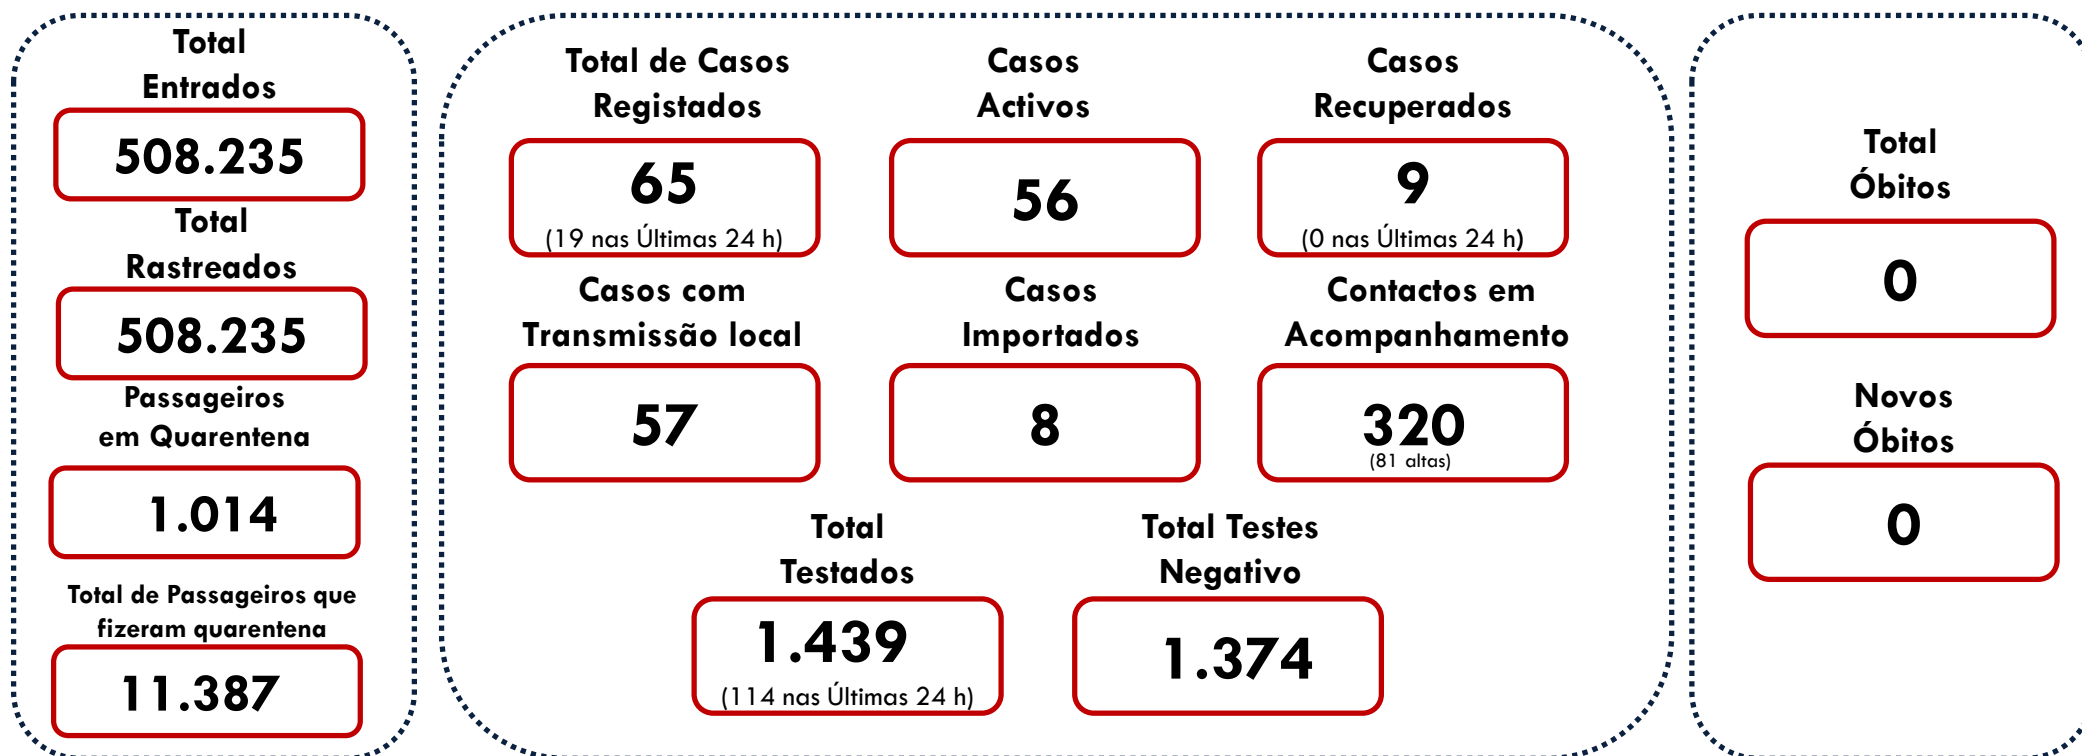 Total
Entrados
508.235
Total
Rastreados
508.235
Passageiros
em Quarentena
1.014
Total de Passageiros que
fizeram quarentena
11.387
Total de Casos
Registados
65
(19 nas Últimas 24 h)
Casos
Activos
56
Casos
Recuperados
9
(0 nas Últimas 24 h)
Casos com
Transmissão local
57
Casos
Importados
8
Contactos em
Acompanhamento
320
(81 altas)
Total
Testados
1.439
(114 nas Últimas 24 h)
Total Testes
Negativo
1.374
Total
Óbitos
0
Novos
Óbitos
0